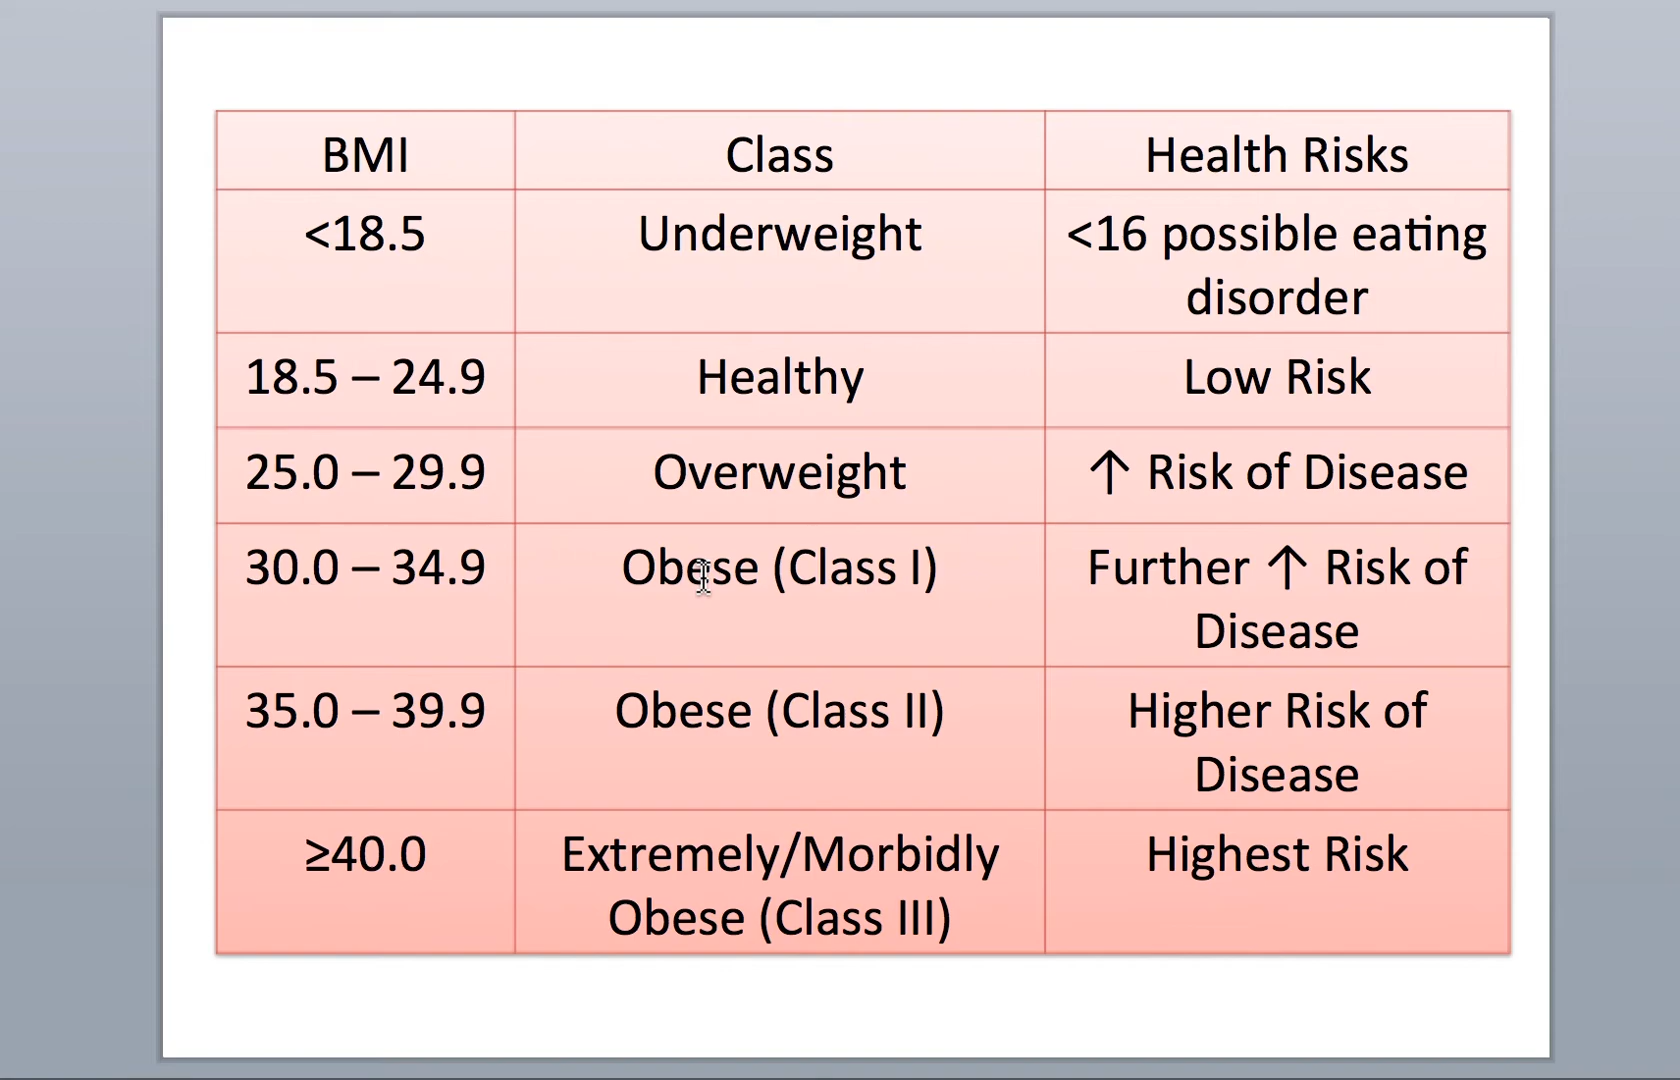 BMI Class Health Risks
<18.5 Underweight <16 possible eating
disorder
18.5 – 24.9 Healthy Low Risk
25.0 – 29.9 Overweight ↑ Risk of Disease
30.0 – 34.9 Obese (Class I) Further ↑ Risk of
Disease
35.0 – 39.9 Obese (Class II) Higher Risk of
Disease
≥40.0 Extremely/Morbidly Highest Risk
Obese (Class III)